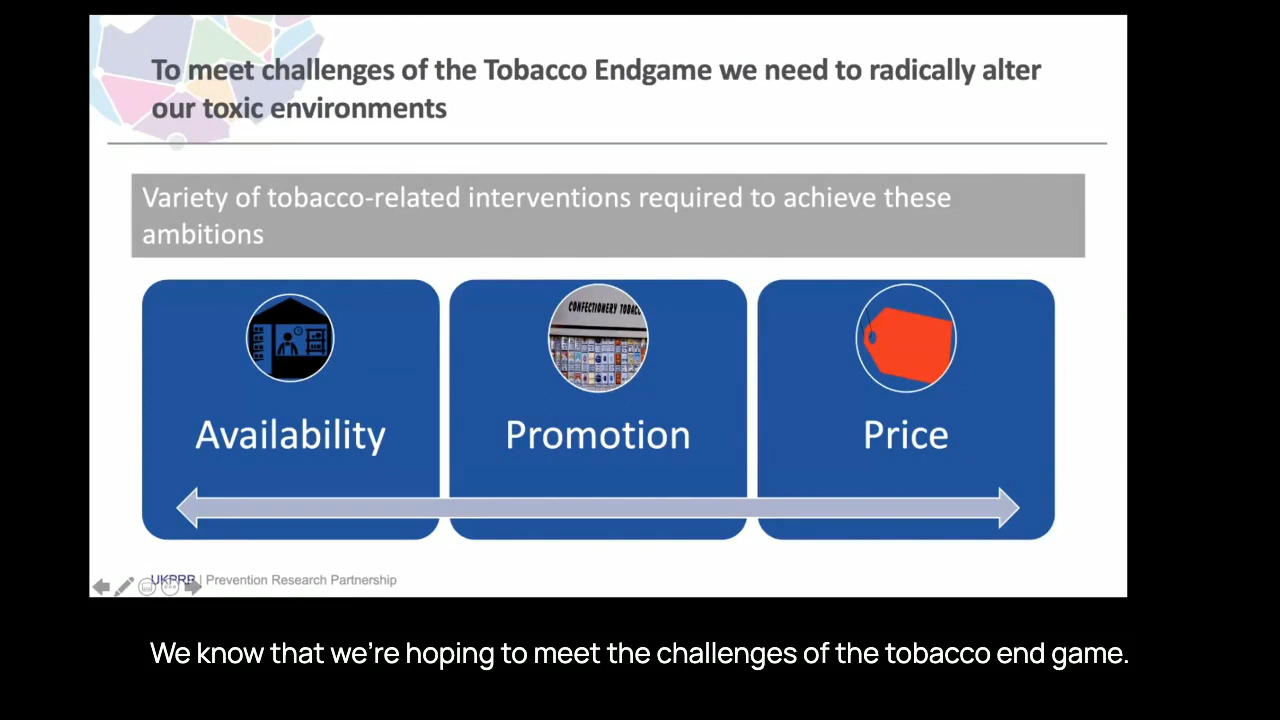 To meet challenges of the Tobacco Endgame we need to radically alter
our toxic environments
Variety of tobacco-related interventions required to achieve these
ambitions
CONFECTIONERY TOBACC
Availability
Promotion
Price
UKPRP | Prevention Research Partnership
We know that we're hoping to meet the challenges of the tobacco end game.